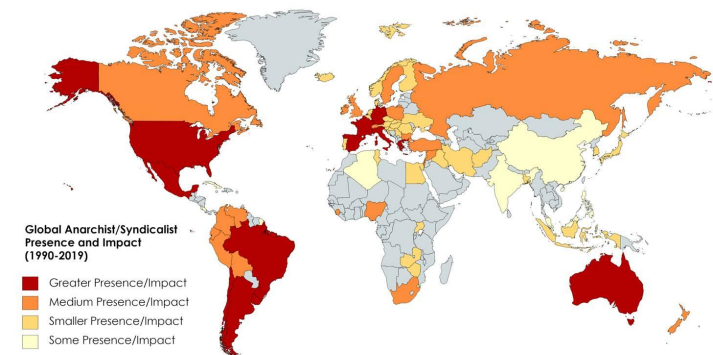 Global Anarchist/Syndicalist
Presence and Impact
(1990-2019)
Greater Presence/Impact
Medium Presence/Impact
Smaller Presence/Impact
Some Presence/Impact